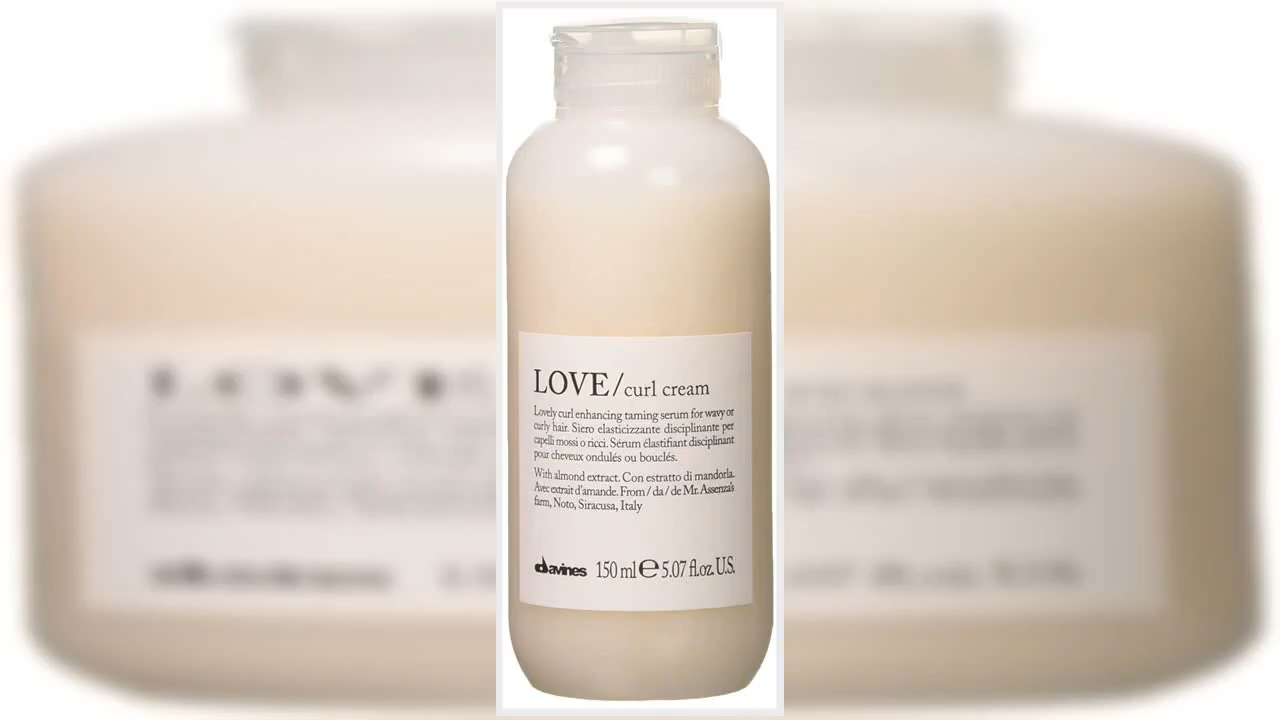 LOVE/curl cream
Lovely curl enhancing taming serum for wavy or
curly hair. Siero elasticizzante disciplinante per
capelli mossi o ricci. Sérum élastifiant disciplinant
pour cheveux ondulés ou bouclés.
With almond extract. Con estratto di mandorla.
Avec extrait d'amande. From / da / de Mr. Assenza's
farm, Noto, Siracusa, Italy
davines 150 ml ℮ 5.07 fl.oz. U.S.